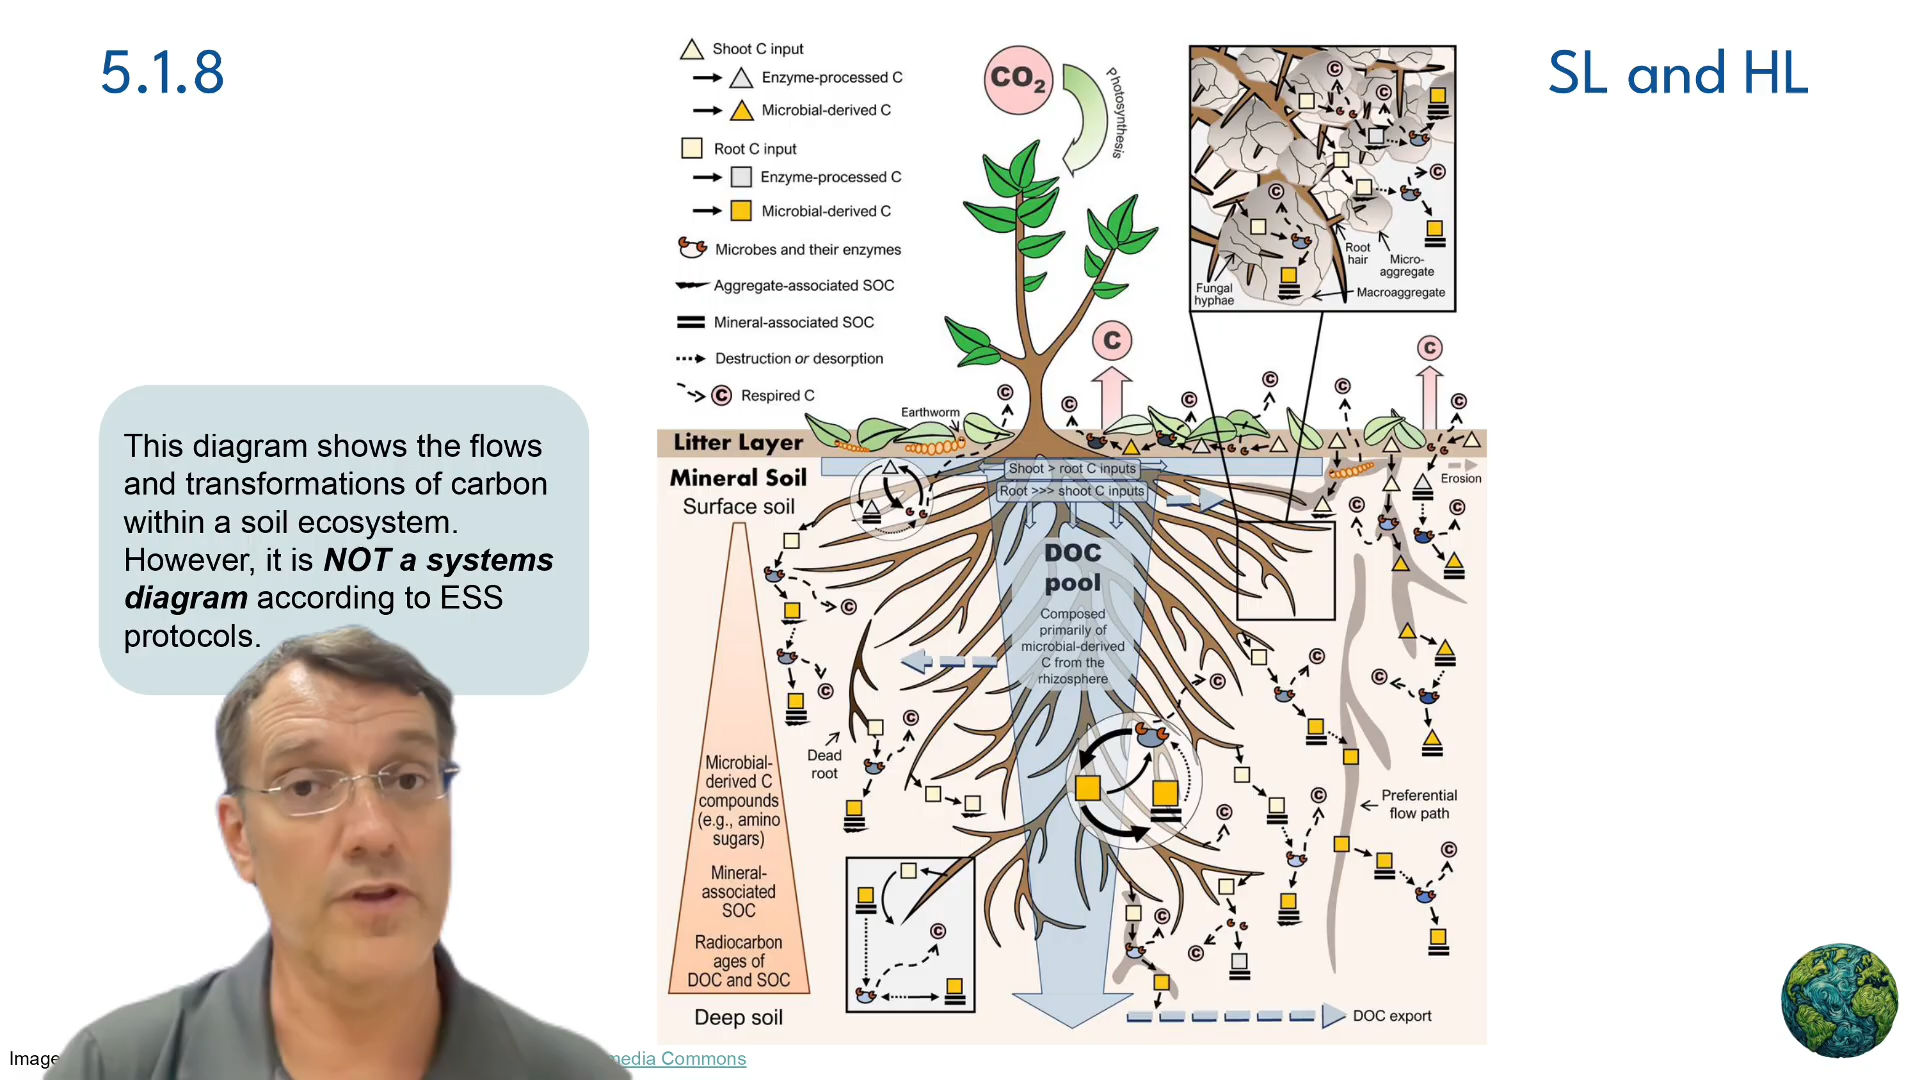 5.1.8
SL and HL
This diagram shows the flows
and transformations of carbon
within a soil ecosystem.
However, it is NOT a systems
diagram according to ESS
protocols.
Shoot C input
Enzyme-processed C
Microbial-derived C
Root C input
Enzyme-processed C
Microbial-derived C
Microbes and their enzymes
Aggregate-associated SOC
Mineral-associated SOC
Destruction or desorption
C Respired C
CO₂
Photosynthesis
C
C
C
C
C
C
Root
hair
Micro-
aggregate
Macroaggregate
Fungal
hyphae
C
C
C
C
C
C
C
C
Earthworm
Litter Layer
Mineral Soil
Surface soil
Shoot > root C inputs
Root >>> shoot C inputs
Erosion
C
C
DOC
pool
Composed
primarily of
microbial-derived
C from the
rhizosphere
C
C
C
C
C
C
Dead
root
C
Microbial-
derived C
compounds
(e.g., amino
sugars)
Mineral-
associated
SOC
Radiocarbon
ages of
DOC and SOC
Deep soil
Preferential
flow path
C
C
C
C
C
C
DOC export
Image
media Commons